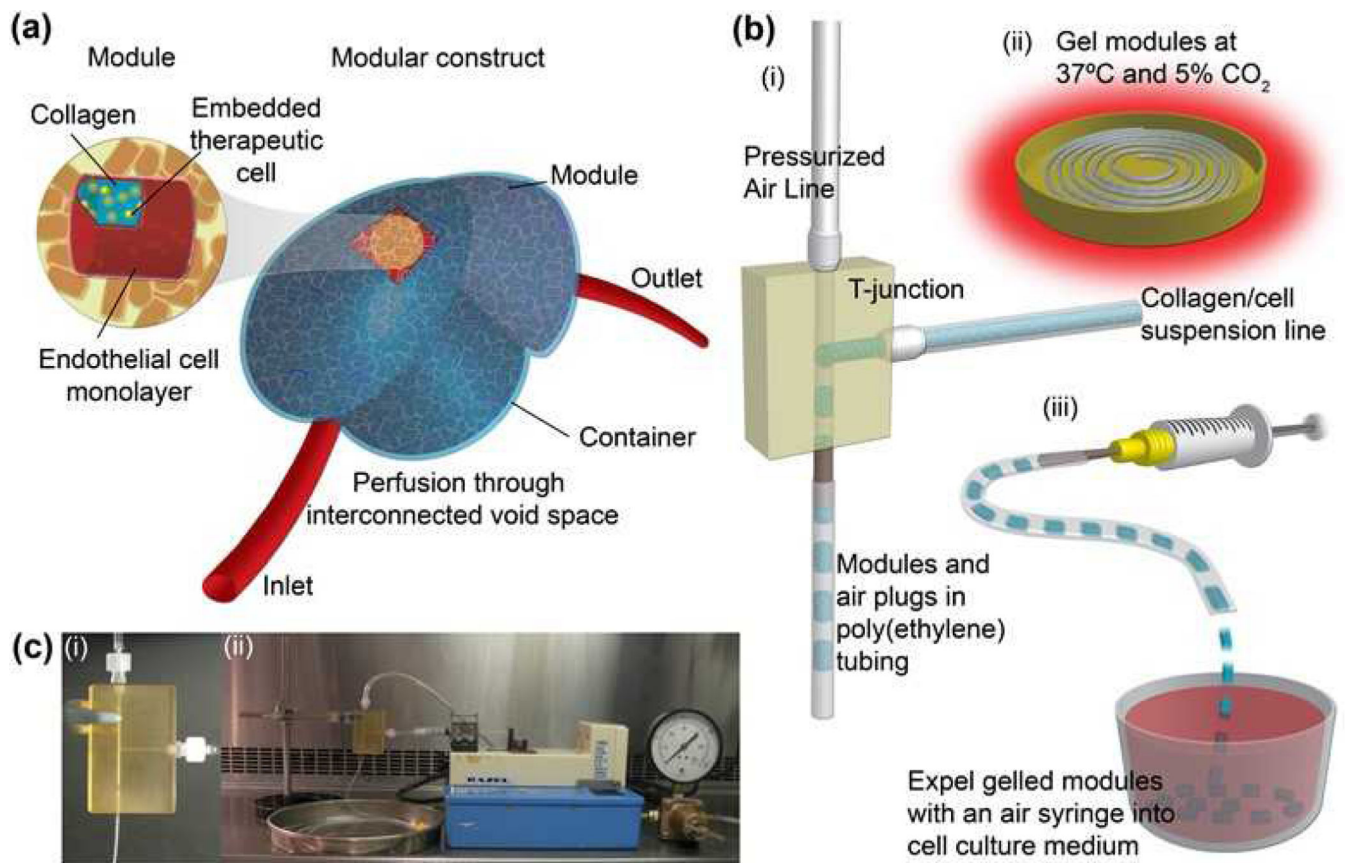 (a)
Module
Modular construct
Collagen
Embedded
therapeutic
cell
Module
Outlet
Endothelial cell
monolayer
Container
Perfusion through
interconnected void space
Inlet
(b)
(i)
Pressurized
Air Line
T-junction
Collagen/cell
suspension line
Modules and
air plugs in
poly(ethylene)
tubing
(ii)
Gel modules at
37ºC and 5% CO₂
(iii)
Expel gelled modules
with an air syringe into
cell culture medium
(c)
(i)
(ii)